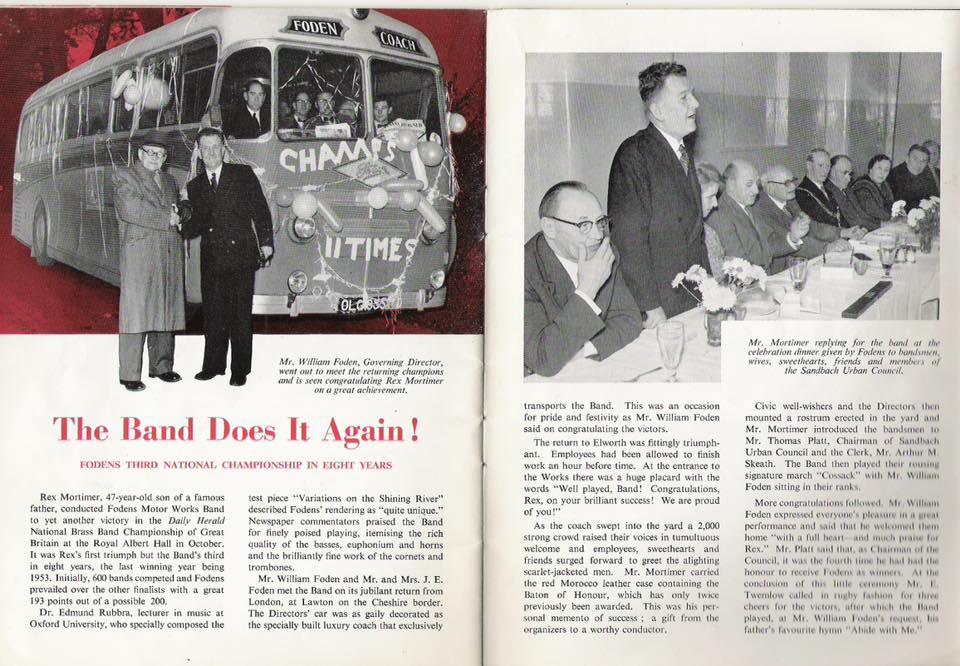 FODEN
COACH
CHAMPS
11 TIMES
Mr. William Foden, Governing Director,
went out to meet the returning champions
and is seen congratulating Rex Mortimer
on a great achievement.
The Band Does It Again!
FODENS THIRD NATIONAL CHAMPIONSHIP IN EIGHT YEARS
Rex Mortimer, 47-year-old son of a famous
father, conducted Fodens Motor Works Band
to yet another victory in the Daily Herald
National Brass Band Championship of Great
Britain at the Royal Albert Hall in October.
It was Rex's first triumph but the Band's third
in eight years, the last winning year being
1953. Initially, 600 bands competed and Fodens
prevailed over the other finalists with a great
193 points out of a possible 200.
Dr. Edmund Rubbra, lecturer in music at
Oxford University, who specially composed the
test piece "Variations on the Shining River"
described Fodens' rendering as "quite unique."
Newspaper commentators praised the Band
for finely poised playing, itemising the rich
quality of the basses, euphonium and horns
and the brilliantly fine work of the cornets and
trombones.
Mr. William Foden and Mr. and Mrs. J. E.
Foden met the Band on its jubilant return from
London, at Lawton on the Cheshire border.
The Directors' car was as gaily decorated as
the specially built luxury coach that exclusively
Mr. Mortimer replying for the band at the
celebration dinner given by Fodens to bandsmen,
wives, sweethearts, friends and members of
the Sandbach Urban Council.
transports the Band. This was an occasion
for pride and festivity as Mr. William Foden
said on congratulating the victors.
The return to Elworth was fittingly triumph-
ant. Employees had been allowed to finish
work an hour before time. At the entrance to
the Works there was a huge placard with the
words "Well played, Band! Congratulations,
Rex, on your brilliant success! We are proud
of you!"
As the coach swept into the yard a 2,000
strong crowd raised their voices in tumultuous
welcome and employees, sweethearts and
friends surged forward to greet the alighting
scarlet-jacketed men. Mr. Mortimer carried
the red Morocco leather case containing the
Baton of Honour, which has only twice
previously been awarded. This was his per-
sonal memento of success; a gift from the
organizers to a worthy conductor.
Civic well-wishers and the Directors then
mounted a rostrum erected in the yard and
Mr. Mortimer introduced the bandsmen to
Mr. Thomas Platt, Chairman of Sandbach
Urban Council and the Clerk, Mr. Arthur M.
Skeath. The Band then played their rousing
signature march "Cossack" with Mr. William
Foden sitting in their ranks.
More congratulations followed. Mr. William
Foden expressed everyone's pleasure in a great
performance and said that he welcomed them
home "with a full heart—and much praise for
Rex." Mr. Platt said that, as Chairman of the
Council, it was the fourth time he had had the
honour to receive Fodens as winners. At the
conclusion of this little ceremony Mr. E.
Twemlow called in rugby fashion for three
cheers for the victors, after which the Band
played, at Mr. William Foden's request, his
father's favourite hymn "Abide with Me."